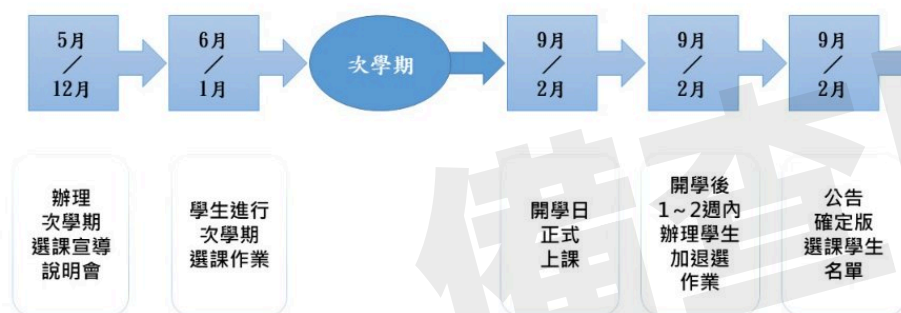 5月
／
12月
6月
／
1月
次學期
9月
／
2月
9月
／
2月
9月
／
2月
辦理
次學期
選課宣導
說明會
學生進行
次學期
選課作業
開學日
正式
上課
開學後
1～2週內
辦理學生
加退選
作業
公告
確定版
選課學生
名單
備查